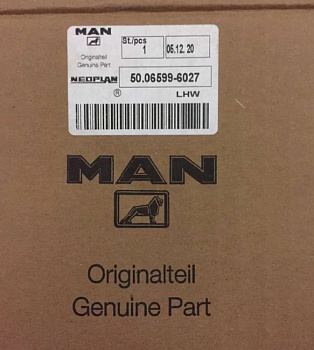 MAN
St./pcs
1
05.12.20
Originalteil
Genuine Part
NEOPLAN
50.06599-6027
®
LHW
MAN
Originalteil
Genuine Part